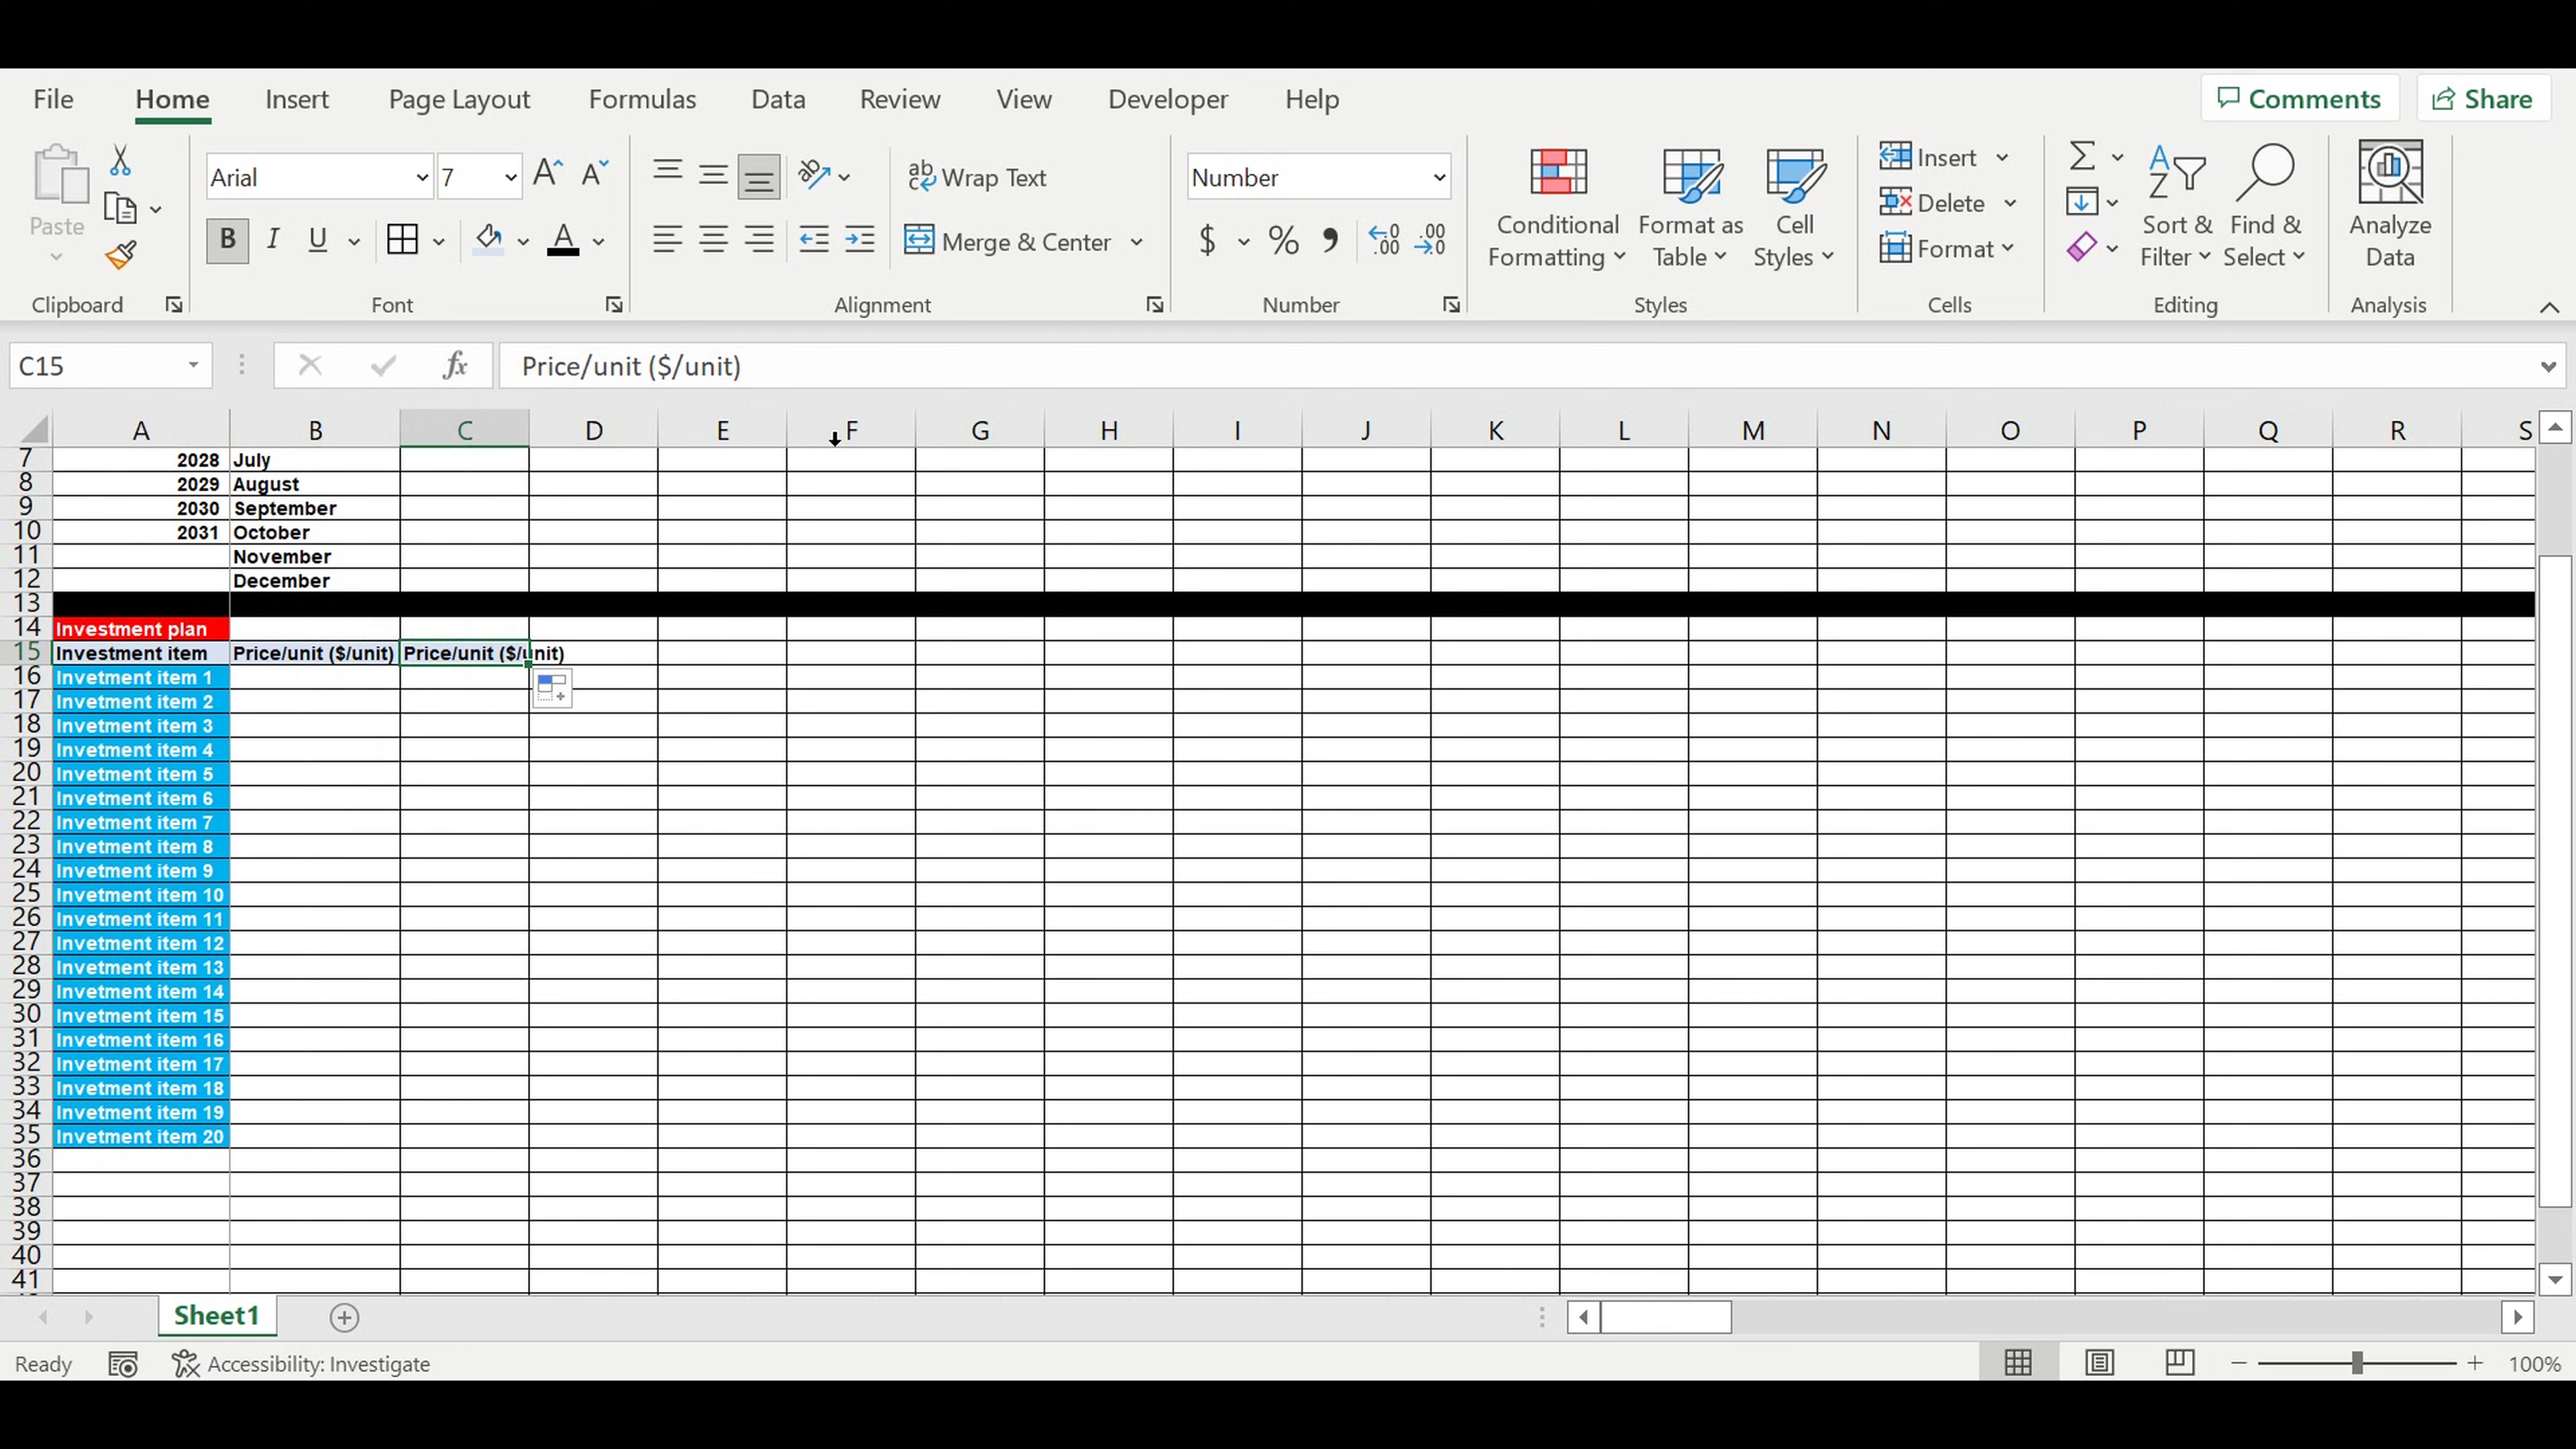 File Home Insert Page Layout Formulas Data Review View Developer Help Comments Share
Paste Arial 7 Wrap Text Number Insert
B I U Merge & Center $ % Conditional Formatting Format as Table Cell Styles Delete Format Sort & Filter Find & Select Analyze Data
Clipboard Font Alignment Number Styles Cells Editing Analysis
C15 fx Price/unit ($/unit)
A B C D E F G H I J K L M N O P Q R S
7 2028 July
8 2029 August
9 2030 September
10 2031 October
11 November
12 December
13
14 Investment plan
15 Investment item Price/unit ($/unit) Price/unit ($/unit)
16 Invetment item 1
17 Invetment item 2
18 Invetment item 3
19 Invetment item 4
20 Invetment item 5
21 Invetment item 6
22 Invetment item 7
23 Invetment item 8
24 Invetment item 9
25 Invetment item 10
26 Invetment item 11
27 Invetment item 12
28 Invetment item 13
29 Invetment item 14
30 Invetment item 15
31 Invetment item 16
32 Invetment item 17
33 Invetment item 18
34 Invetment item 19
35 Invetment item 20
36
37
38
39
40
41
Sheet1
Ready Accessibility: Investigate 100%